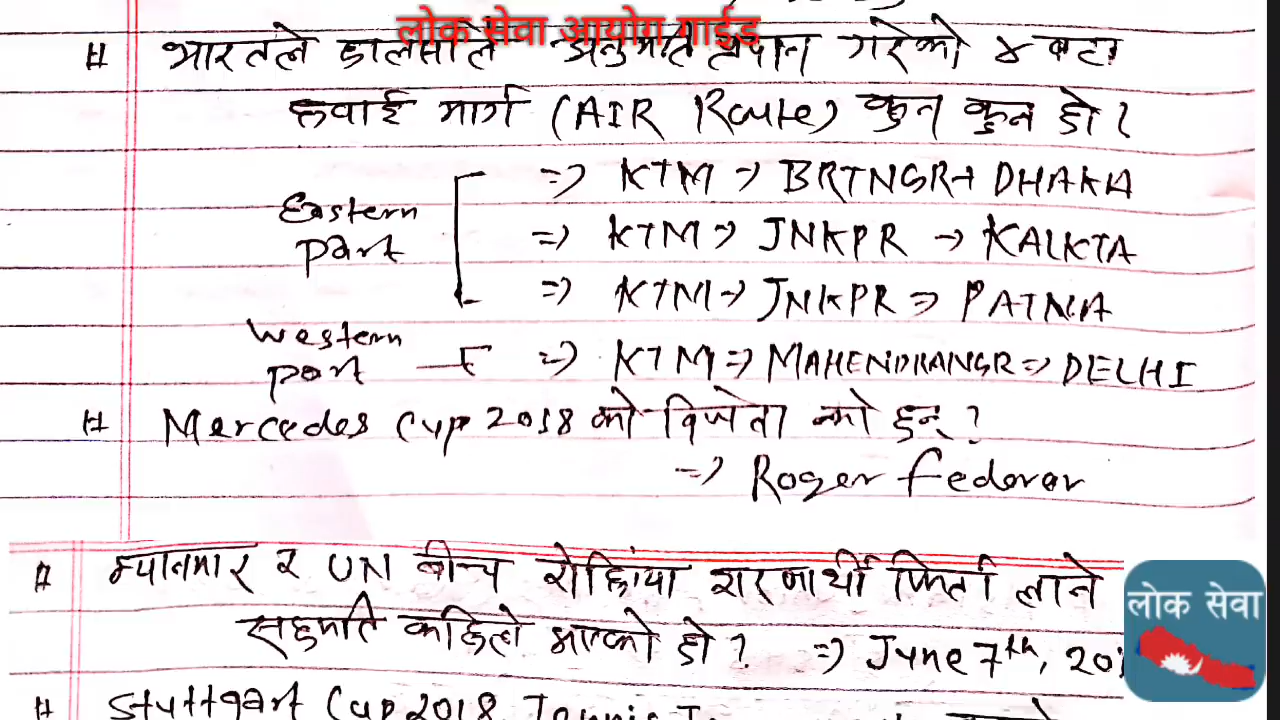 लोक सेवा आयोग गाईड
# भारतले हालसालै अनुमति प्रदान गरेको ४ वटा
हवाई मार्ग (AIR Route) कुन कुन हो ?
=> KTM => BRTNGR → DHAKA
Eastern
part
=> KTM => JNKPR → KALKTA
=> KTM → JNKPR => PATNA
Western
part
=> KTM => MAHENDRANGR => DELHI
# Mercedes Cup 2018 को विजेता को हुन् ?
=> Roger Federer
# म्यानमार र UN बीच रोहिंग्या शरणार्थी फिर्ता लाने
सहमति कहिले भएको हो ? => June 7th, 20
लोक सेवा
# Stuttgart Cup 2018